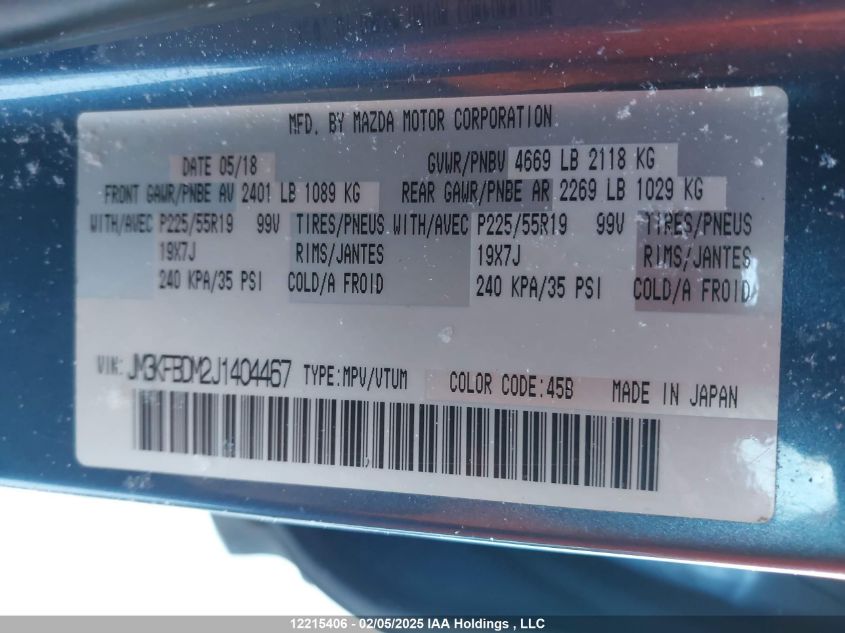 MFD. BY MAZDA MOTOR CORPORATION
DATE 05/18 GVWR/PNBV 4669 LB 2118 KG
FRONT GAWR/PNBE AV 2401 LB 1089 KG REAR GAWR/PNBE AR 2269 LB 1029 KG
WITH/AVEC P225/55R19 99V TIRES/PNEUS WITH/AVEC P225/55R19 99V TIRES/PNEUS
19X7J RIMS/JANTES 19X7J RIMS/JANTES
240 KPA/35 PSI COLD/A FROID 240 KPA/35 PSI COLD/A FROID
VIN: JM3KFBDM2J1404467 TYPE:MPV/VTUM COLOR CODE:45B MADE IN JAPAN
12215406 - 02/05/2025 IAA Holdings , LLC